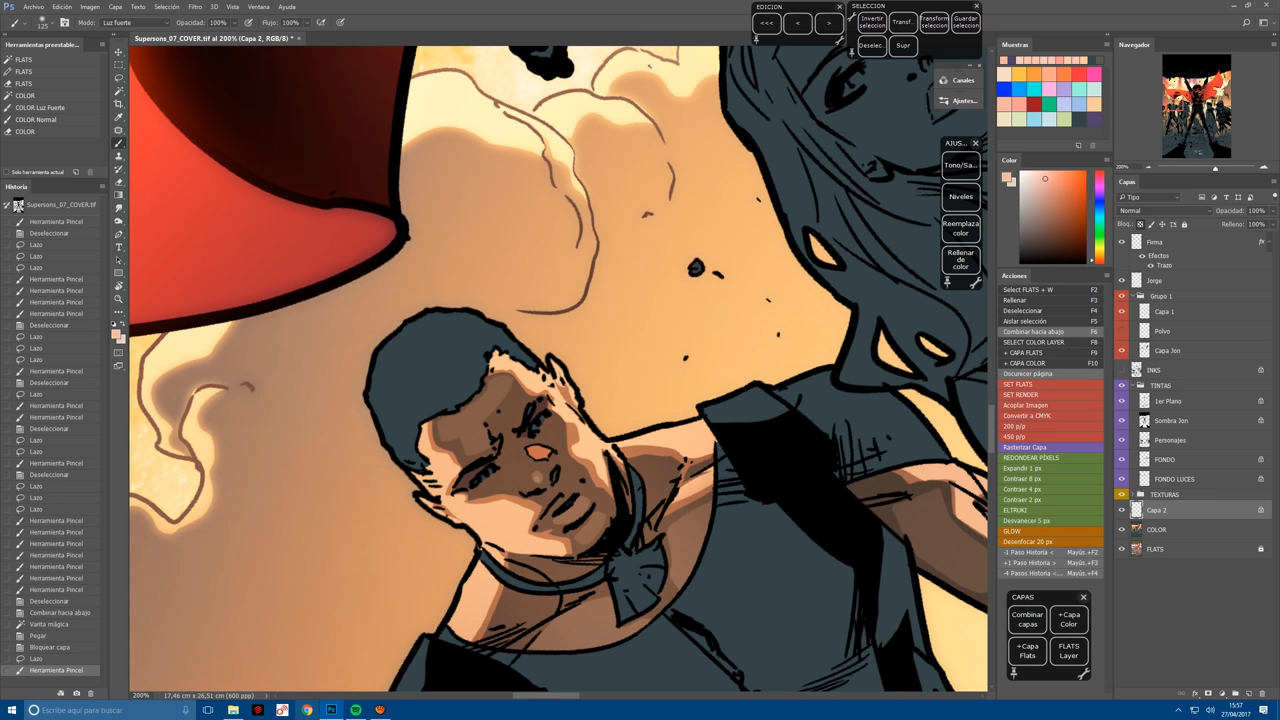 Ps Archivo Edición Imagen Capa Texto Selección Filtro 3D Vista Ventana Ayuda
125 Modo: Luz fuerte Opacidad: 100% Flujo: 100%
Supersons_07_COVER.tif al 200% (Capa 2, RGB/8) *
Herramientas preestable...
FLATS
FLATS
FLATS
COLOR
COLOR Luz Fuerte
COLOR Normal
COLOR
Solo herramienta actual
Historia
Supersons_07_COVER.tif
Herramienta Pincel
Deseleccionar
Lazo
Lazo
Lazo
Herramienta Pincel
Herramienta Pincel
Herramienta Pincel
Herramienta Pincel
Deseleccionar
Lazo
Lazo
Lazo
Herramienta Pincel
Deseleccionar
Lazo
Herramienta Pincel
Herramienta Pincel
Deseleccionar
Lazo
Lazo
Herramienta Pincel
Deseleccionar
Lazo
Lazo
Lazo
Herramienta Pincel
Herramienta Pincel
Herramienta Pincel
Herramienta Pincel
Herramienta Pincel
Herramienta Pincel
Herramienta Pincel
Deseleccionar
Combinar hacia abajo
Varita mágica
Pegar
Bloquear capa
Lazo
Herramienta Pincel
EDICION
<<<
<
>
SELECCION
Invertir seleccion
Transf...
Transform seleccion
Guardar seleccion
Deselec...
Supr
Canales
Ajustes...
AJUS...
Tono/Sa...
Niveles
Reemplaza color
Rellenar de color
Muestras
Color
Acciones
Select FLATS + W F2
Rellenar F3
Deseleccionar F4
Aislar selección F5
Combinar hacia abajo F6
SELECT COLOR LAYER F8
+ CAPA FLATS F9
+ CAPA COLOR F10
Oscurecer página
SET FLATS
SET RENDER
Acoplar Imagen
Convertir a CMYK
200 p/p
450 p/p
Rasterizar Capa
REDONDEAR PÍXELS
Expandir 1 px
Contraer 8 px
Contraer 4 px
Contraer 2 px
ELTRUKI
Desvanecer 5 px
GLOW
Desenfocar 20 px
-1 Paso Historia < Mayús.+F2
+1 Paso Historia > Mayús.+F3
-4 Pasos Historia <... Mayús.+F4
CAPAS
Combinar capas
+Capa Color
+Capa Flats
FLATS Layer
Navegador
200%
Capas
Tipo
Normal Opacidad: 100%
Bloq.: Relleno: 100%
Firma fx
Efectos
Trazo
Jorge
Grupo 1
Capa 1
Polvo
Capa Jon
INKS
TINTAS
1er Plano
Sombra Jon
Personajes
FONDO
FONDO LUCES
TEXTURAS
Capa 2
COLOR
FLATS
200% 17,46 cm x 26,51 cm (600 ppp)
Escribe aquí para buscar
15:57
27/04/2017